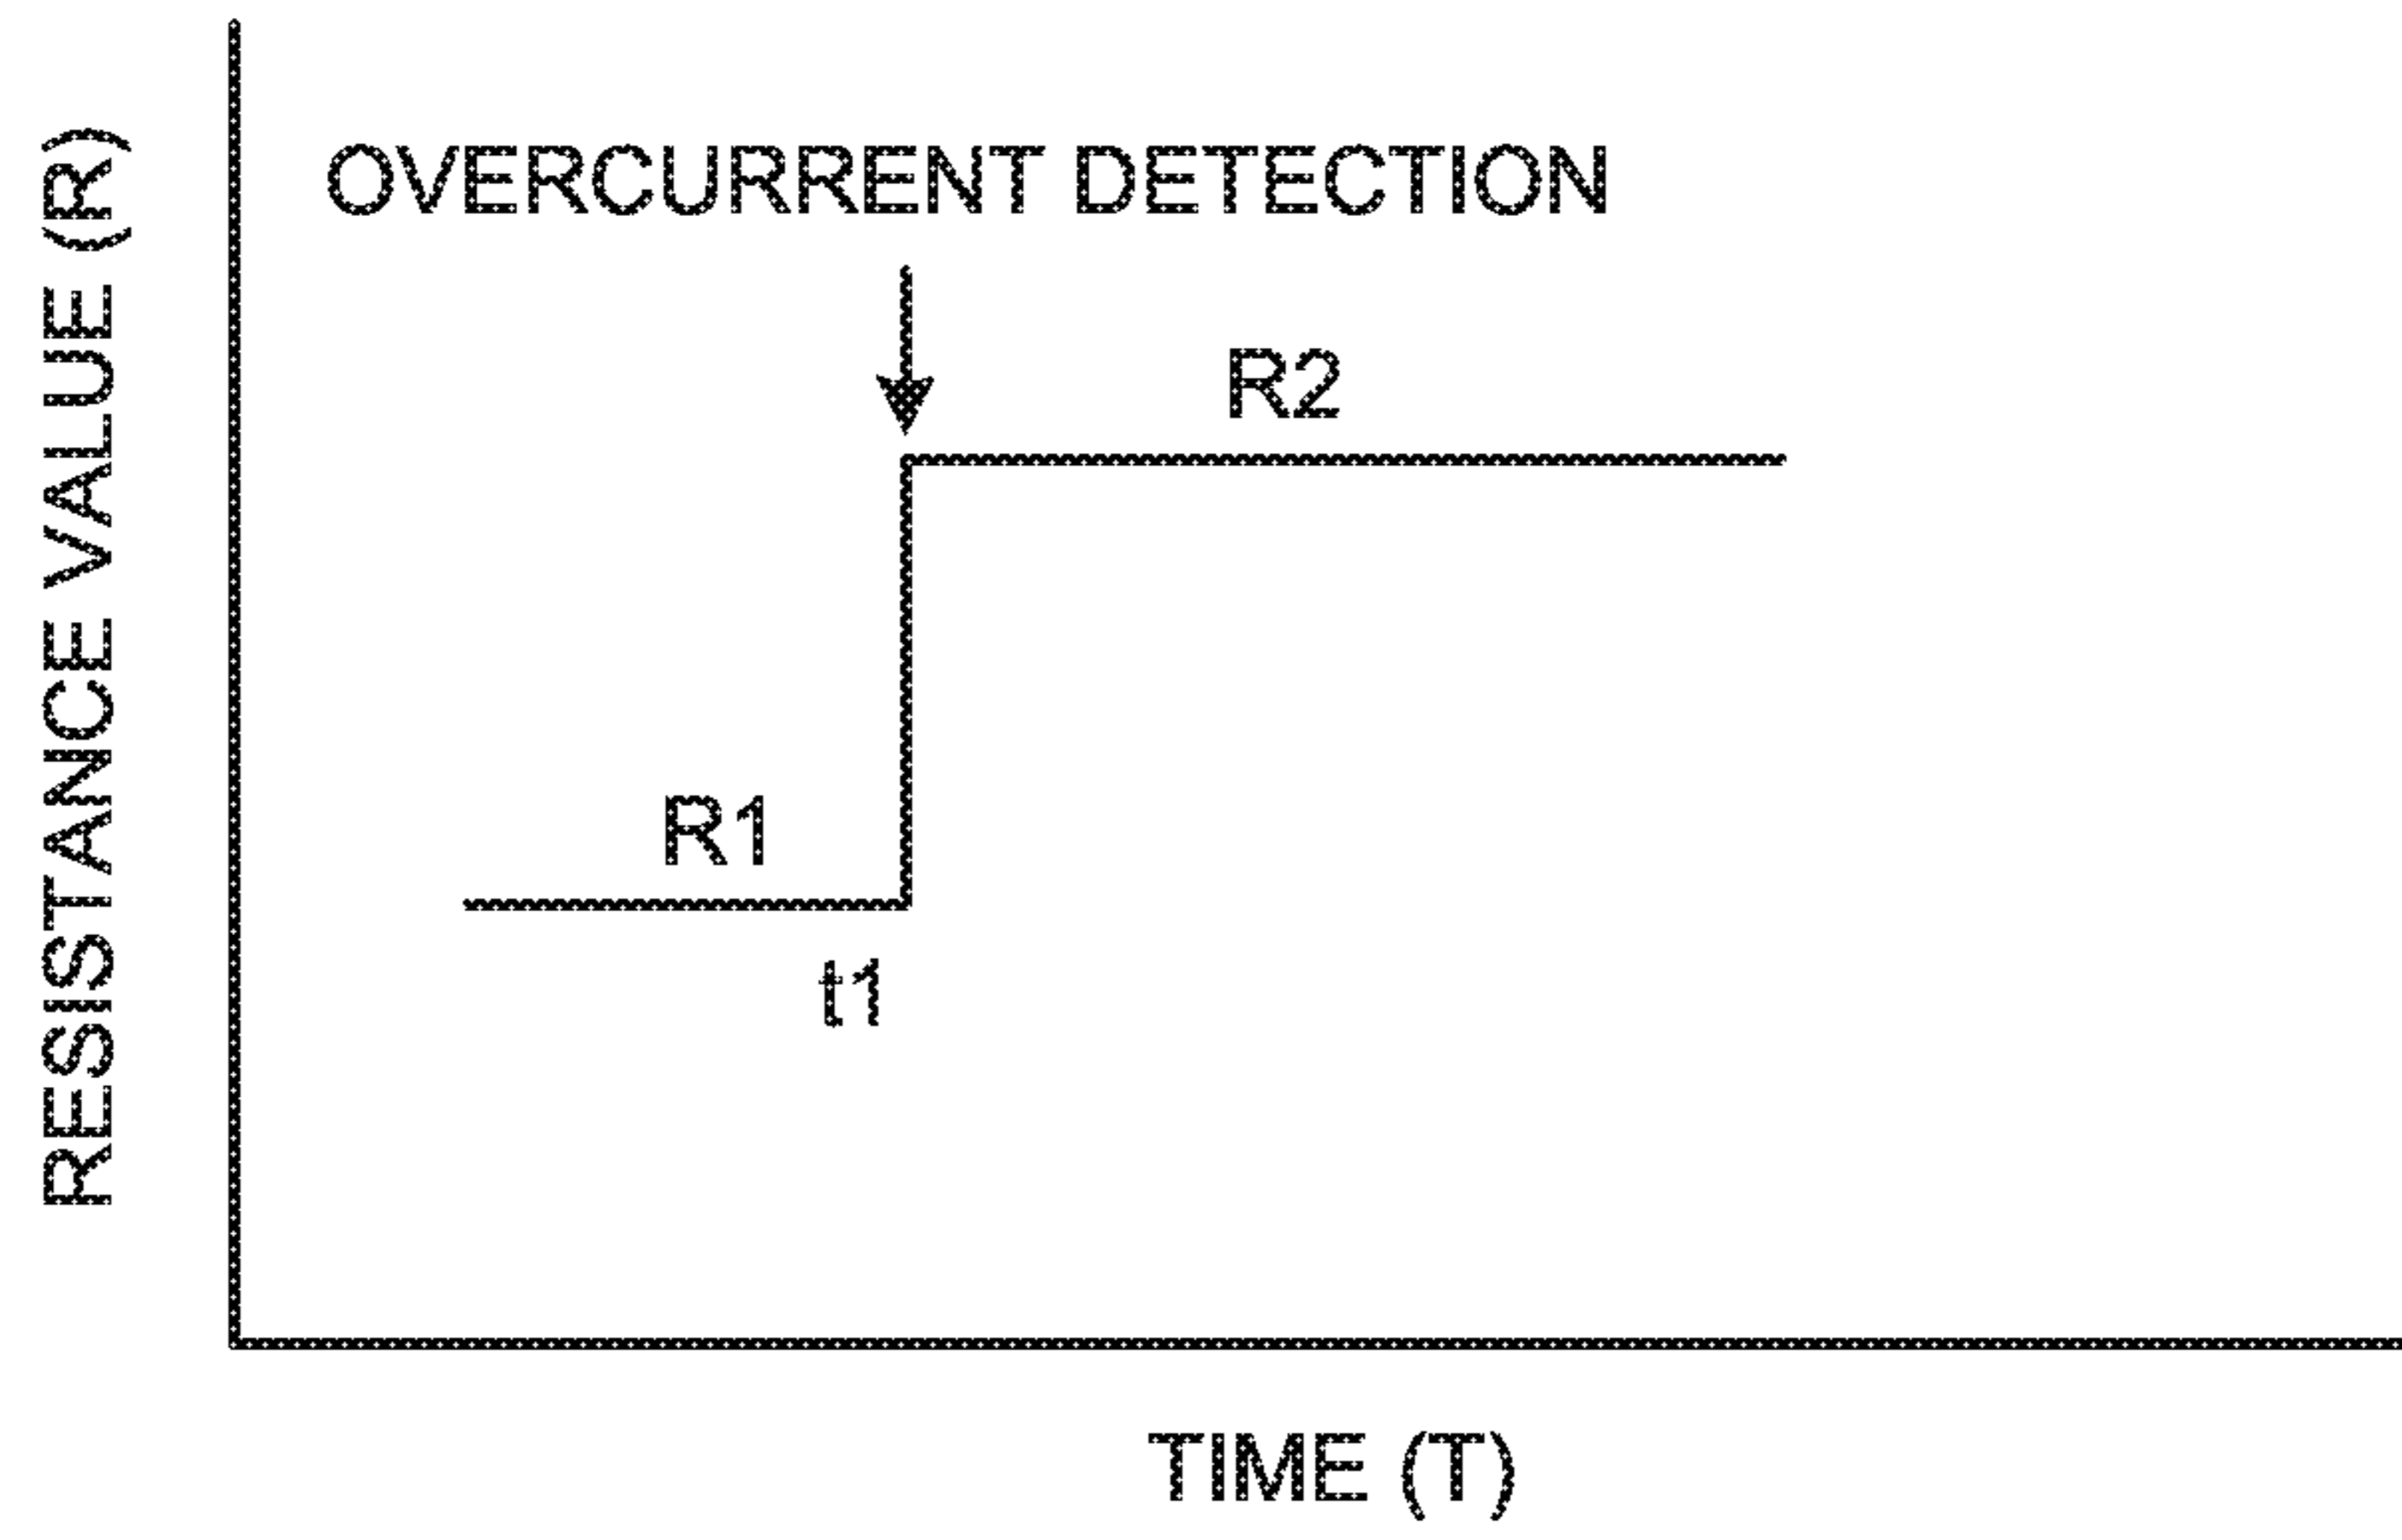 RESISTANCE VALUE (R)
OVERCURRENT DETECTION
R2
R1
t1
TIME (T)